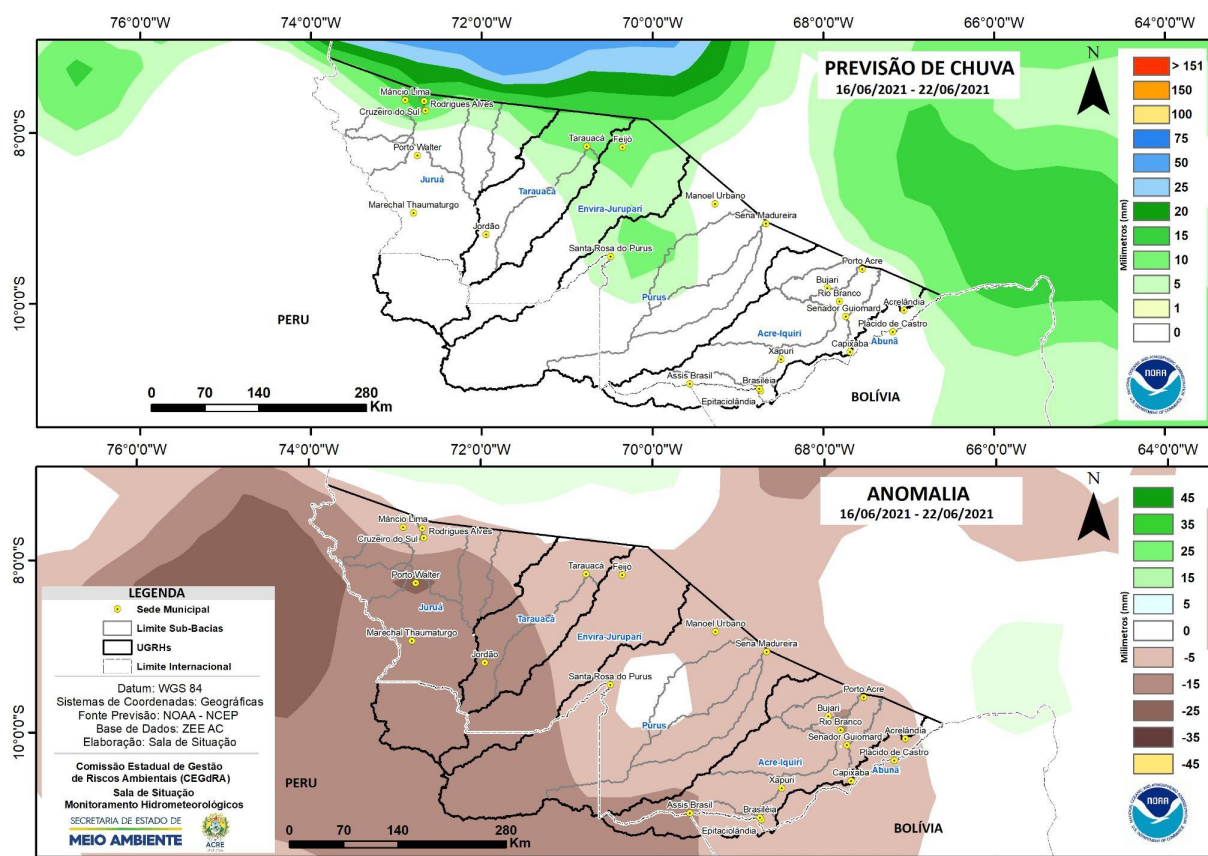 76°0'0"W 74°0'0"W 72°0'0"W 70°0'0"W 68°0'0"W 66°0'0"W 64°0'0"W
8°0'0"S
10°0'0"S
PREVISÃO DE CHUVA
16/06/2021 - 22/06/2021
N
Milímetros (mm)
> 151
150
100
75
50
25
20
15
10
5
1
0
NOAA
Mâncio Lima
Rodrigues Alves
Cruzeiro do Sul
Tarauacá
Feijó
Porto Walter
Juruá
Tarauacá
Manoel Urbano
Marechal Thaumaturgo
Envira-Jurupari
Sena Madureira
Jordão
Santa Rosa do Purus
Porto Acre
Bujari
Purus
Rio Branco
Acrelândia
Senador Guiomard
PERU
Plácido de Castro
Acre-Iquiri
Abunã
Capixaba
Xapuri
Assis Brasil
Brasiléia
Epitaciolândia
BOLÍVIA
0 70 140 280
Km
76°0'0"W 74°0'0"W 72°0'0"W 70°0'0"W 68°0'0"W 66°0'0"W 64°0'0"W
8°0'0"S
10°0'0"S
ANOMALIA
16/06/2021 - 22/06/2021
N
Milímetros (mm)
45
35
25
15
5
0
-5
-15
-25
-35
-45
NOAA
Mâncio Lima
Rodrigues Alves
Cruzeiro do Sul
Tarauacá
Feijó
Porto Walter
Juruá
Tarauacá
Manoel Urbano
Marechal Thaumaturgo
Envira-Jurupari
Sena Madureira
Jordão
Santa Rosa do Purus
Porto Acre
Bujari
Purus
Rio Branco
Acrelândia
Senador Guiomard
Plácido de Castro
PERU
Acre-Iquiri
Abunã
Capixaba
Xapuri
Assis Brasil
Brasiléia
Epitaciolândia
BOLÍVIA
0 70 140 280
Km
LEGENDA
Sede Municipal
Limite Sub-Bacias
UGRHs
Limite Internacional
Datum: WGS 84
Sistemas de Coordenadas: Geográficas
Fonte Previsão: NOAA - NCEP
Base de Dados: ZEE AC
Elaboração: Sala de Situação
Comissão Estadual de Gestão
de Riscos Ambientais (CEGdRA)
Sala de Situação
Monitoramento Hidrometeorológicos
SECRETARIA DE ESTADO DE
MEIO AMBIENTE
ACRE